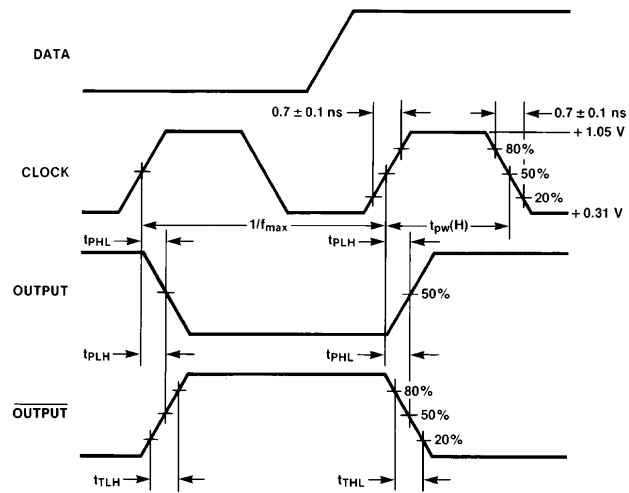 DATA
0.7 ± 0.1 ns
0.7 ± 0.1 ns
+ 1.05 V
CLOCK
80%
50%
20%
+ 0.31 V
1/fmax
tpw(H)
tPHL
tPLH
OUTPUT
50%
tPLH
tPHL
OUTPUT
80%
50%
20%
tTLH
tTHL